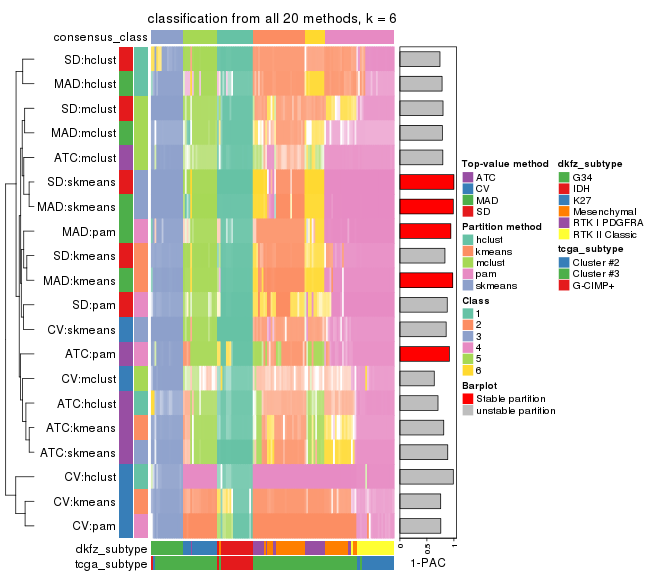 classification from all 20 methods, k = 6
consensus_class
SD:hclust
MAD:hclust
SD:mclust
MAD:mclust
ATC:mclust
SD:skmeans
MAD:skmeans
MAD:pam
SD:kmeans
MAD:kmeans
SD:pam
CV:skmeans
ATC:pam
CV:mclust
ATC:hclust
ATC:kmeans
ATC:skmeans
CV:hclust
CV:kmeans
CV:pam
dkfz_subtype
tcga_subtype
0
0.5
1
1-PAC
Top-value method
ATC
CV
MAD
SD
Partition method
hclust
kmeans
mclust
pam
skmeans
Class
1
2
3
4
5
6
Barplot
Stable partition
unstable partition
dkfz_subtype
G34
IDH
K27
Mesenchymal
RTK I PDGFRA
RTK II Classic
tcga_subtype
Cluster #2
Cluster #3
G-CIMP+